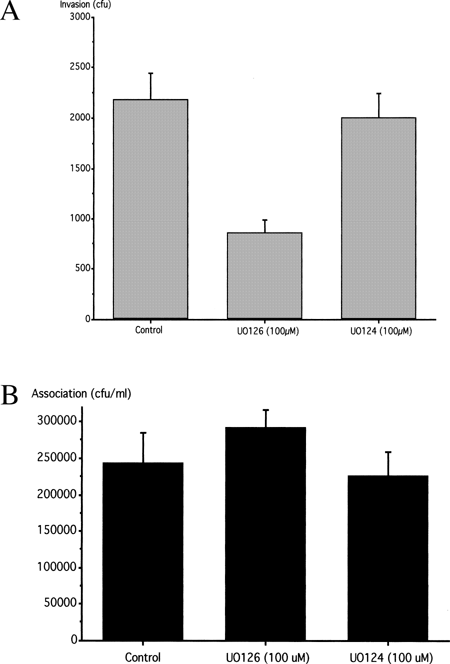 A
Invasion (cfu)
3000
2500
2000
1500
1000
500
0
Control UO126 (100µM) UO124 (100µM)
B
Association (cfu/ml)
300000
250000
200000
150000
100000
50000
0
Control UO126 (100 uM) UO124 (100 uM)